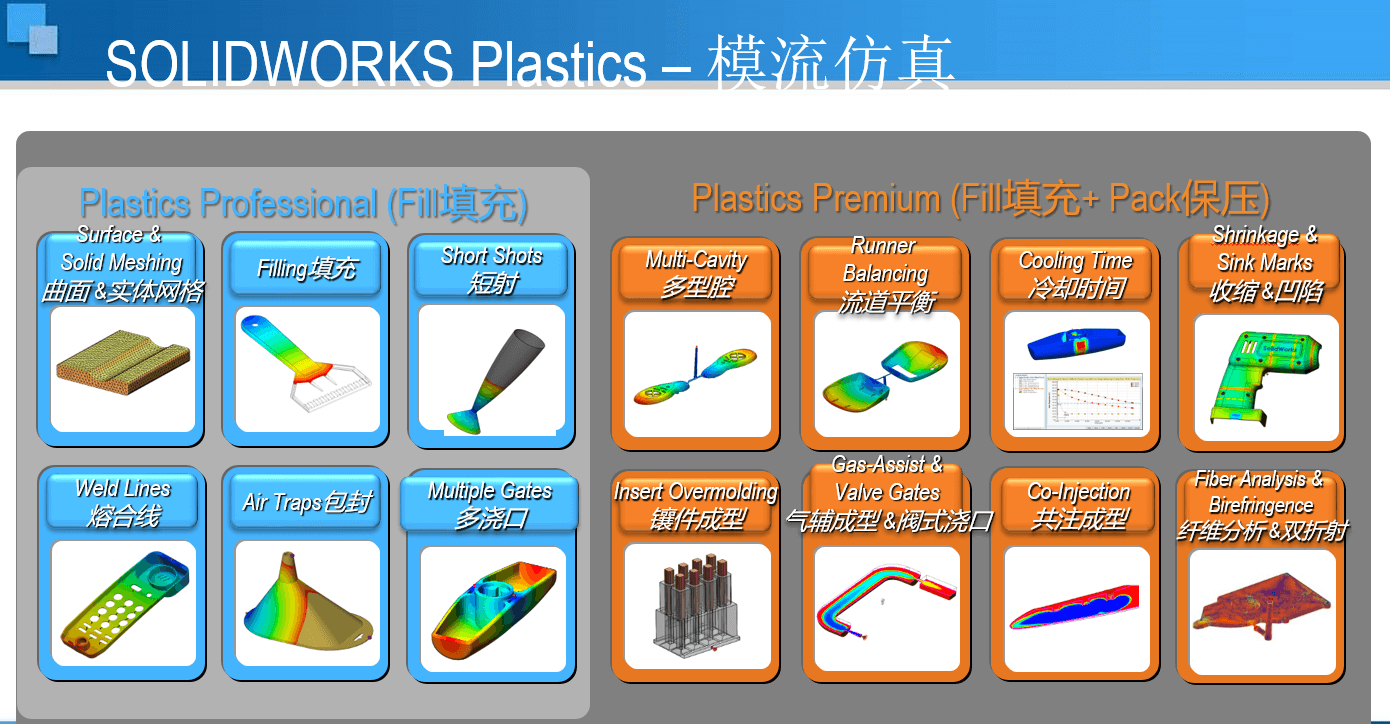 SOLIDWORKS Plastics – 模流仿真
Plastics Professional (Fill填充)
Surface &
Solid Meshing
曲面 &实体网格
Filling填充
Short Shots
短射
Weld Lines
熔合线
Air Traps包封
Multiple Gates
多浇口
Plastics Premium (Fill填充+ Pack保压)
Multi-Cavity
多型腔
Runner
Balancing
流道平衡
Cooling Time
冷却时间
Shrinkage &
Sink Marks
收缩 &凹陷
SolidWorks
Insert Overmolding
镶件成型
Gas-Assist &
Valve Gates
气辅成型 &阀式浇口
Co-Injection
共注成型
Fiber Analysis &
Birefringence
纤维分析 &双折射